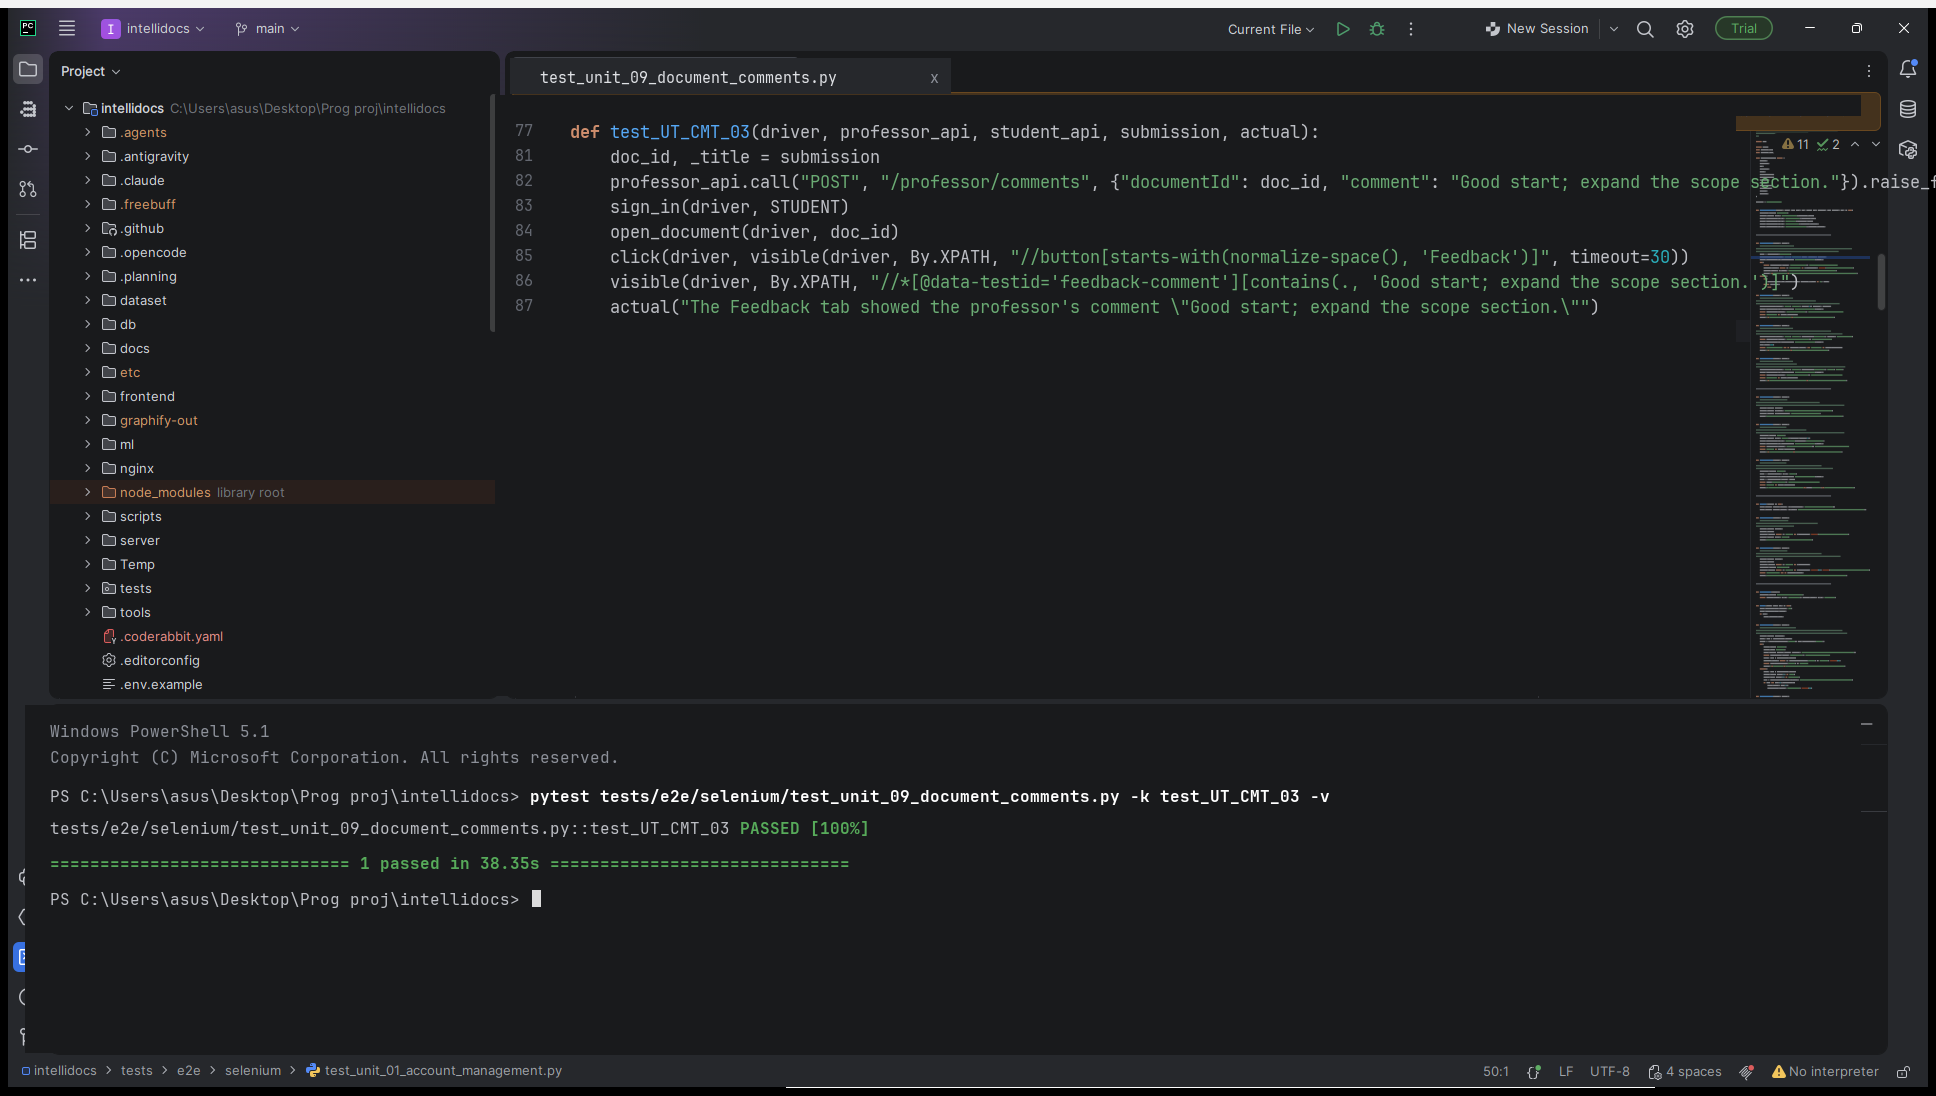 PC
I intellidocs
main
Current File
New Session
Trial
Project
test_unit_09_document_comments.py x
intellidocs C:\Users\asus\Desktop\Prog proj\intellidocs
.agents
.antigravity
.claude
.freebuff
.github
.opencode
.planning
dataset
db
docs
etc
frontend
graphify-out
ml
nginx
node_modules library root
scripts
server
Temp
tests
tools
.coderabbit.yaml
.editorconfig
.env.example
11 2
77 def test_UT_CMT_03(driver, professor_api, student_api, submission, actual):
81 doc_id, _title = submission
82 professor_api.call("POST", "/professor/comments", {"documentId": doc_id, "comment": "Good start; expand the scope section."}).raise_f
83 sign_in(driver, STUDENT)
84 open_document(driver, doc_id)
85 click(driver, visible(driver, By.XPATH, "//button[starts-with(normalize-space(), 'Feedback')]", timeout=30))
86 visible(driver, By.XPATH, "//*[@data-testid='feedback-comment'][contains(., 'Good start; expand the scope section.')]")
87 actual("The Feedback tab showed the professor's comment \"Good start; expand the scope section.\"")
Windows PowerShell 5.1
Copyright (C) Microsoft Corporation. All rights reserved.
PS C:\Users\asus\Desktop\Prog proj\intellidocs> pytest tests/e2e/selenium/test_unit_09_document_comments.py -k test_UT_CMT_03 -v
tests/e2e/selenium/test_unit_09_document_comments.py::test_UT_CMT_03 PASSED [100%]
============================== 1 passed in 38.35s ==============================
PS C:\Users\asus\Desktop\Prog proj\intellidocs>
intellidocs > tests > e2e > selenium > test_unit_01_account_management.py
50:1 LF UTF-8 4 spaces No interpreter